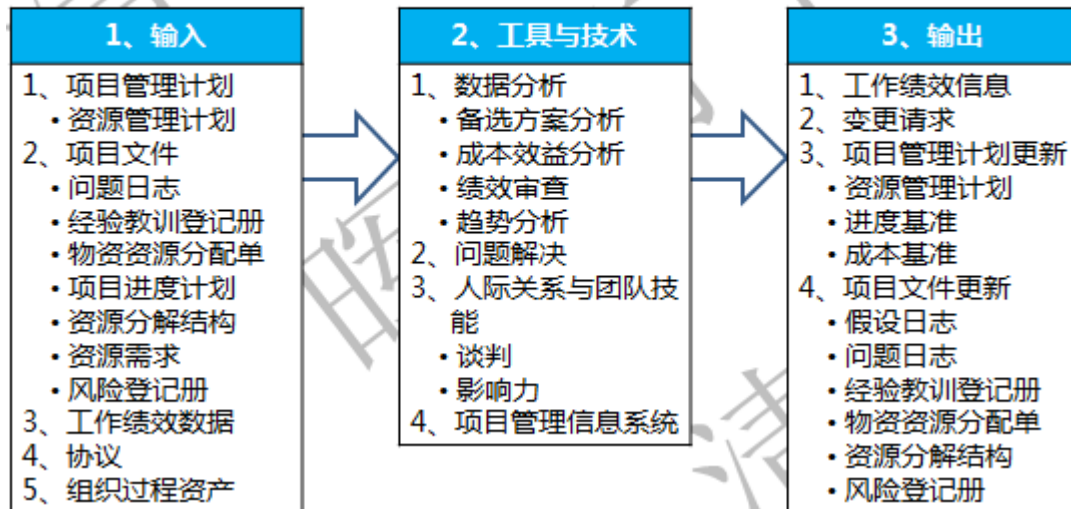 1、输入
1、项目管理计划
•资源管理计划
2、项目文件
•问题日志
•经验教训登记册
•物资资源分配单
•项目进度计划
•资源分解结构
•资源需求
•风险登记册
3、工作绩效数据
4、协议
5、组织过程资产
2、工具与技术
1、数据分析
•备选方案分析
•成本效益分析
•绩效审查
•趋势分析
2、问题解决
3、人际关系与团队技
能
•谈判
•影响力
4、项目管理信息系统
3、输出
1、工作绩效信息
2、变更请求
3、项目管理计划更新
•资源管理计划
•进度基准
•成本基准
4、项目文件更新
•假设日志
•问题日志
•经验教训登记册
•物资资源分配单
•资源分解结构
•风险登记册